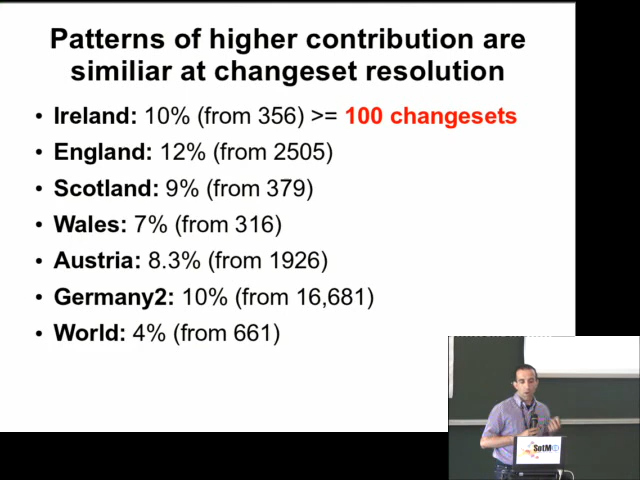 Patterns of higher contribution are
similiar at changeset resolution
• Ireland: 10% (from 356) >= 100 changesets
• England: 12% (from 2505)
• Scotland: 9% (from 379)
• Wales: 7% (from 316)
• Austria: 8.3% (from 1926)
• Germany2: 10% (from 16,681)
• World: 4% (from 661)
SotM